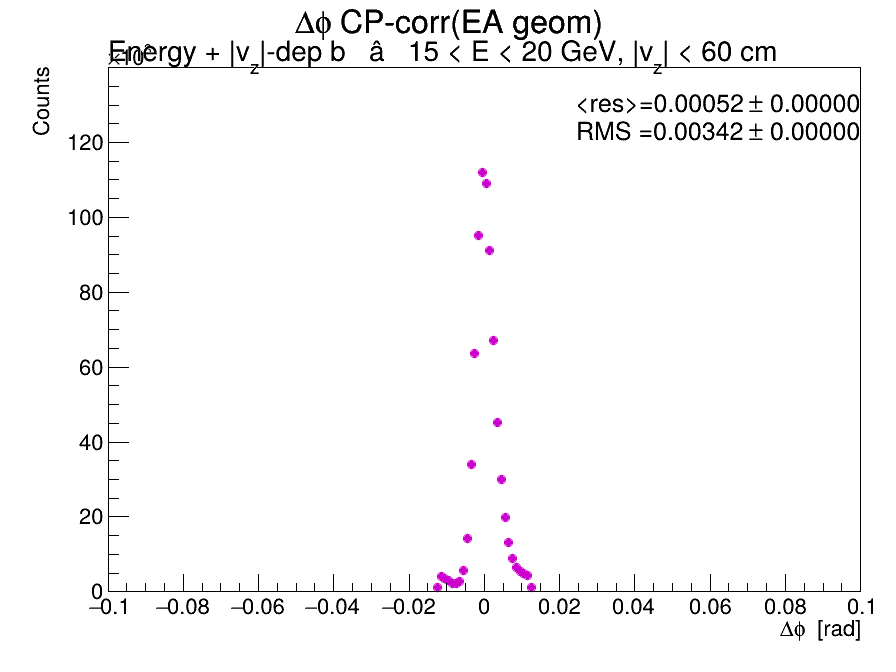 Δϕ CP-corr(EA geom)
Energy + |v_z|-dep b â 15 < E < 20 GeV, |v_z| < 60 cm
Counts
<res>=0.00052 ± 0.00000
RMS =0.00342 ± 0.00000
120
100
80
60
40
20
0
−0.1 −0.08 −0.06 −0.04 −0.02 0 0.02 0.04 0.06 0.08 0.1
Δϕ [rad]